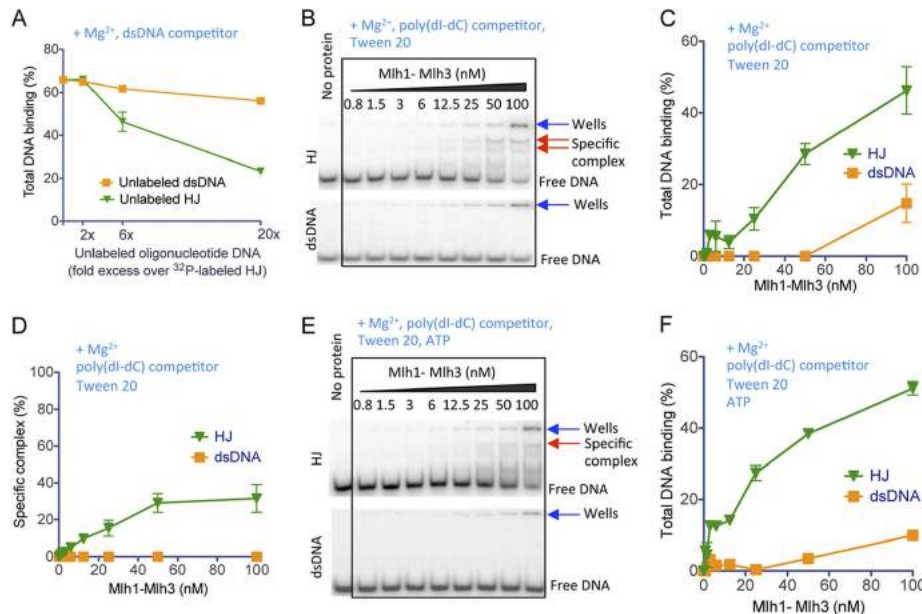 A
+ Mg²⁺, dsDNA competitor
Total DNA binding (%)
80
60
40
20
0
2x
6x
20x
Unlabeled dsDNA
Unlabeled HJ
Unlabeled oligonucleotide DNA
(fold excess over ³²P-labeled HJ)
B
+ Mg²⁺, poly(dI-dC) competitor,
Tween 20
No protein
Mlh1- Mlh3 (nM)
0.8 1.5 3 6 12.5 25 50 100
HJ
Wells
Specific
complex
Free DNA
dsDNA
Wells
Free DNA
C
+ Mg²⁺
poly(dI-dC) competitor
Tween 20
Total DNA binding (%)
60
40
20
0
HJ
dsDNA
0 20 40 60 80 100
Mlh1-Mlh3 (nM)
D
+ Mg²⁺
poly(dI-dC) competitor
Tween 20
Specific complex (%)
100
80
60
40
20
0
HJ
dsDNA
0 20 40 60 80 100
Mlh1-Mlh3 (nM)
E
+ Mg²⁺, poly(dI-dC) competitor,
Tween 20, ATP
No protein
Mlh1- Mlh3 (nM)
0.8 1.5 3 6 12.5 25 50 100
HJ
Wells
Specific
complex
Free DNA
dsDNA
Wells
Free DNA
F
+ Mg²⁺
poly(dI-dC) competitor
Tween 20
ATP
Total DNA binding (%)
60
40
20
0
HJ
dsDNA
0 20 40 60 80 100
Mlh1- Mlh3 (nM)